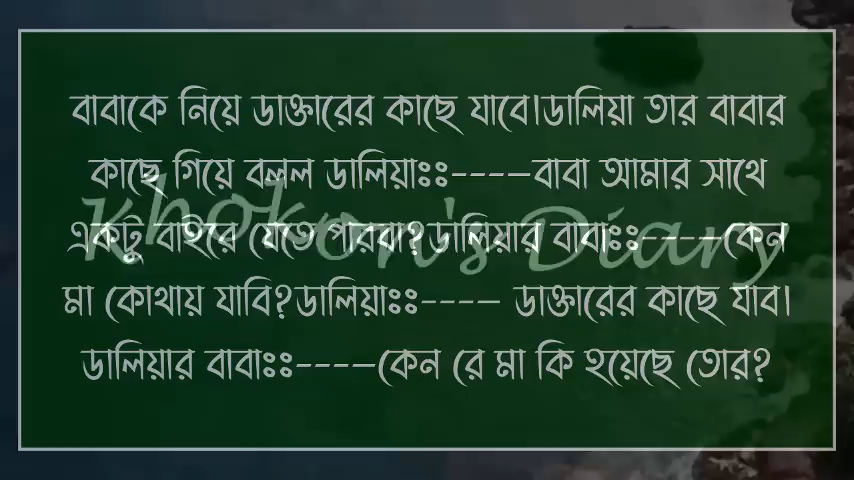 বাবাকে নিয়ে ডাক্তারের কাছে যাবে।ডালিয়া তার বাবার
কাছে গিয়ে বলল ডালিয়াঃঃ----বাবা আমার সাথে
একটু বাইরে যেতে পারবা?ডালিয়ার বাবাঃঃ----কেন
মা কোথায় যাবি?ডালিয়াঃঃ---- ডাক্তারের কাছে যাব।
ডালিয়ার বাবাঃঃ----কেন রে মা কি হয়েছে তোর?
Khokon's Diary